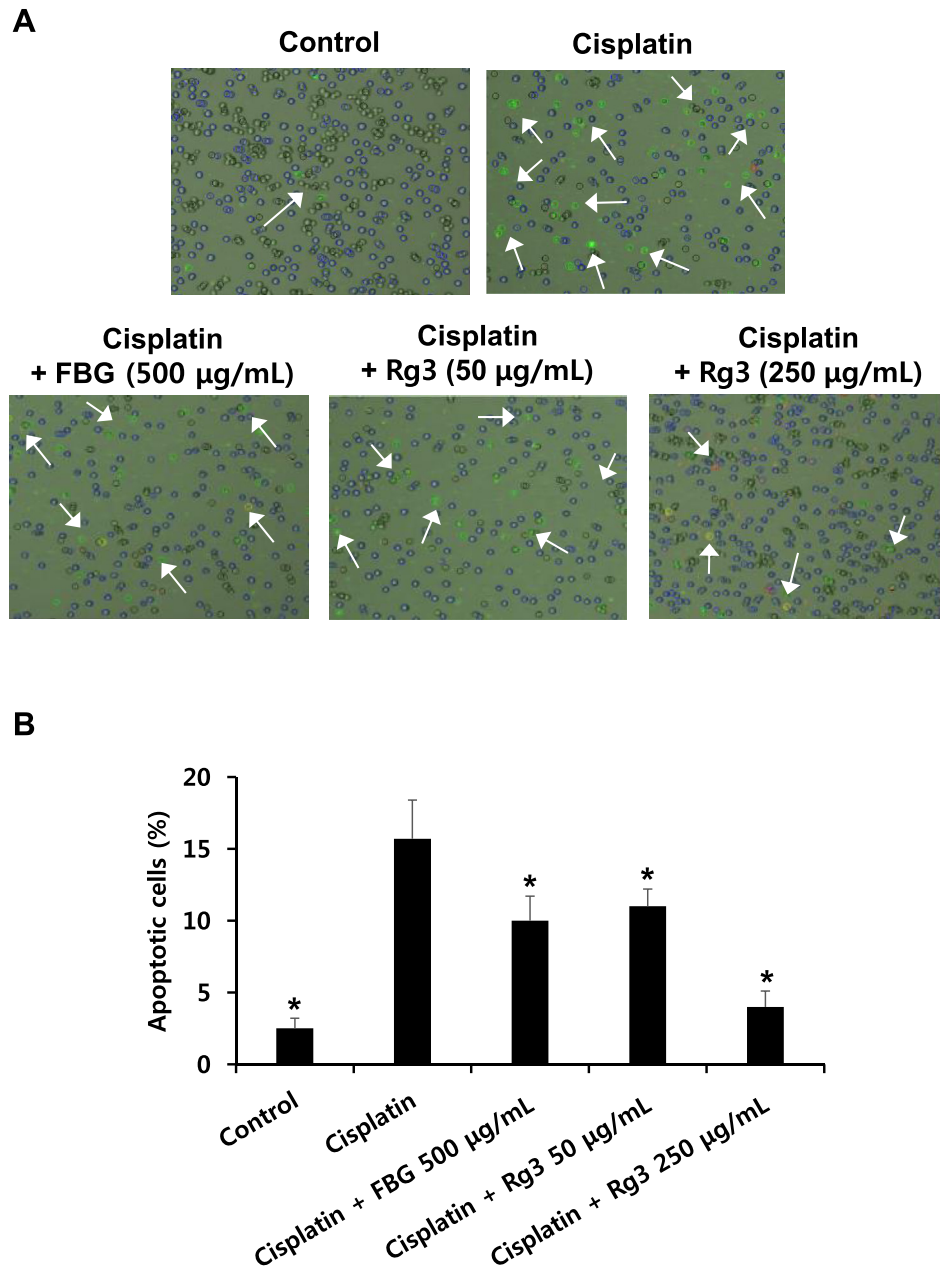 A
Control
Cisplatin
Cisplatin
+ FBG (500 μg/mL)
Cisplatin
+ Rg3 (50 μg/mL)
Cisplatin
+ Rg3 (250 μg/mL)
B
Apoptotic cells (%)
20
15
10
5
0
*
*
*
*
Control
Cisplatin
Cisplatin + FBG 500 μg/mL
Cisplatin + Rg3 50 μg/mL
Cisplatin + Rg3 250 μg/mL